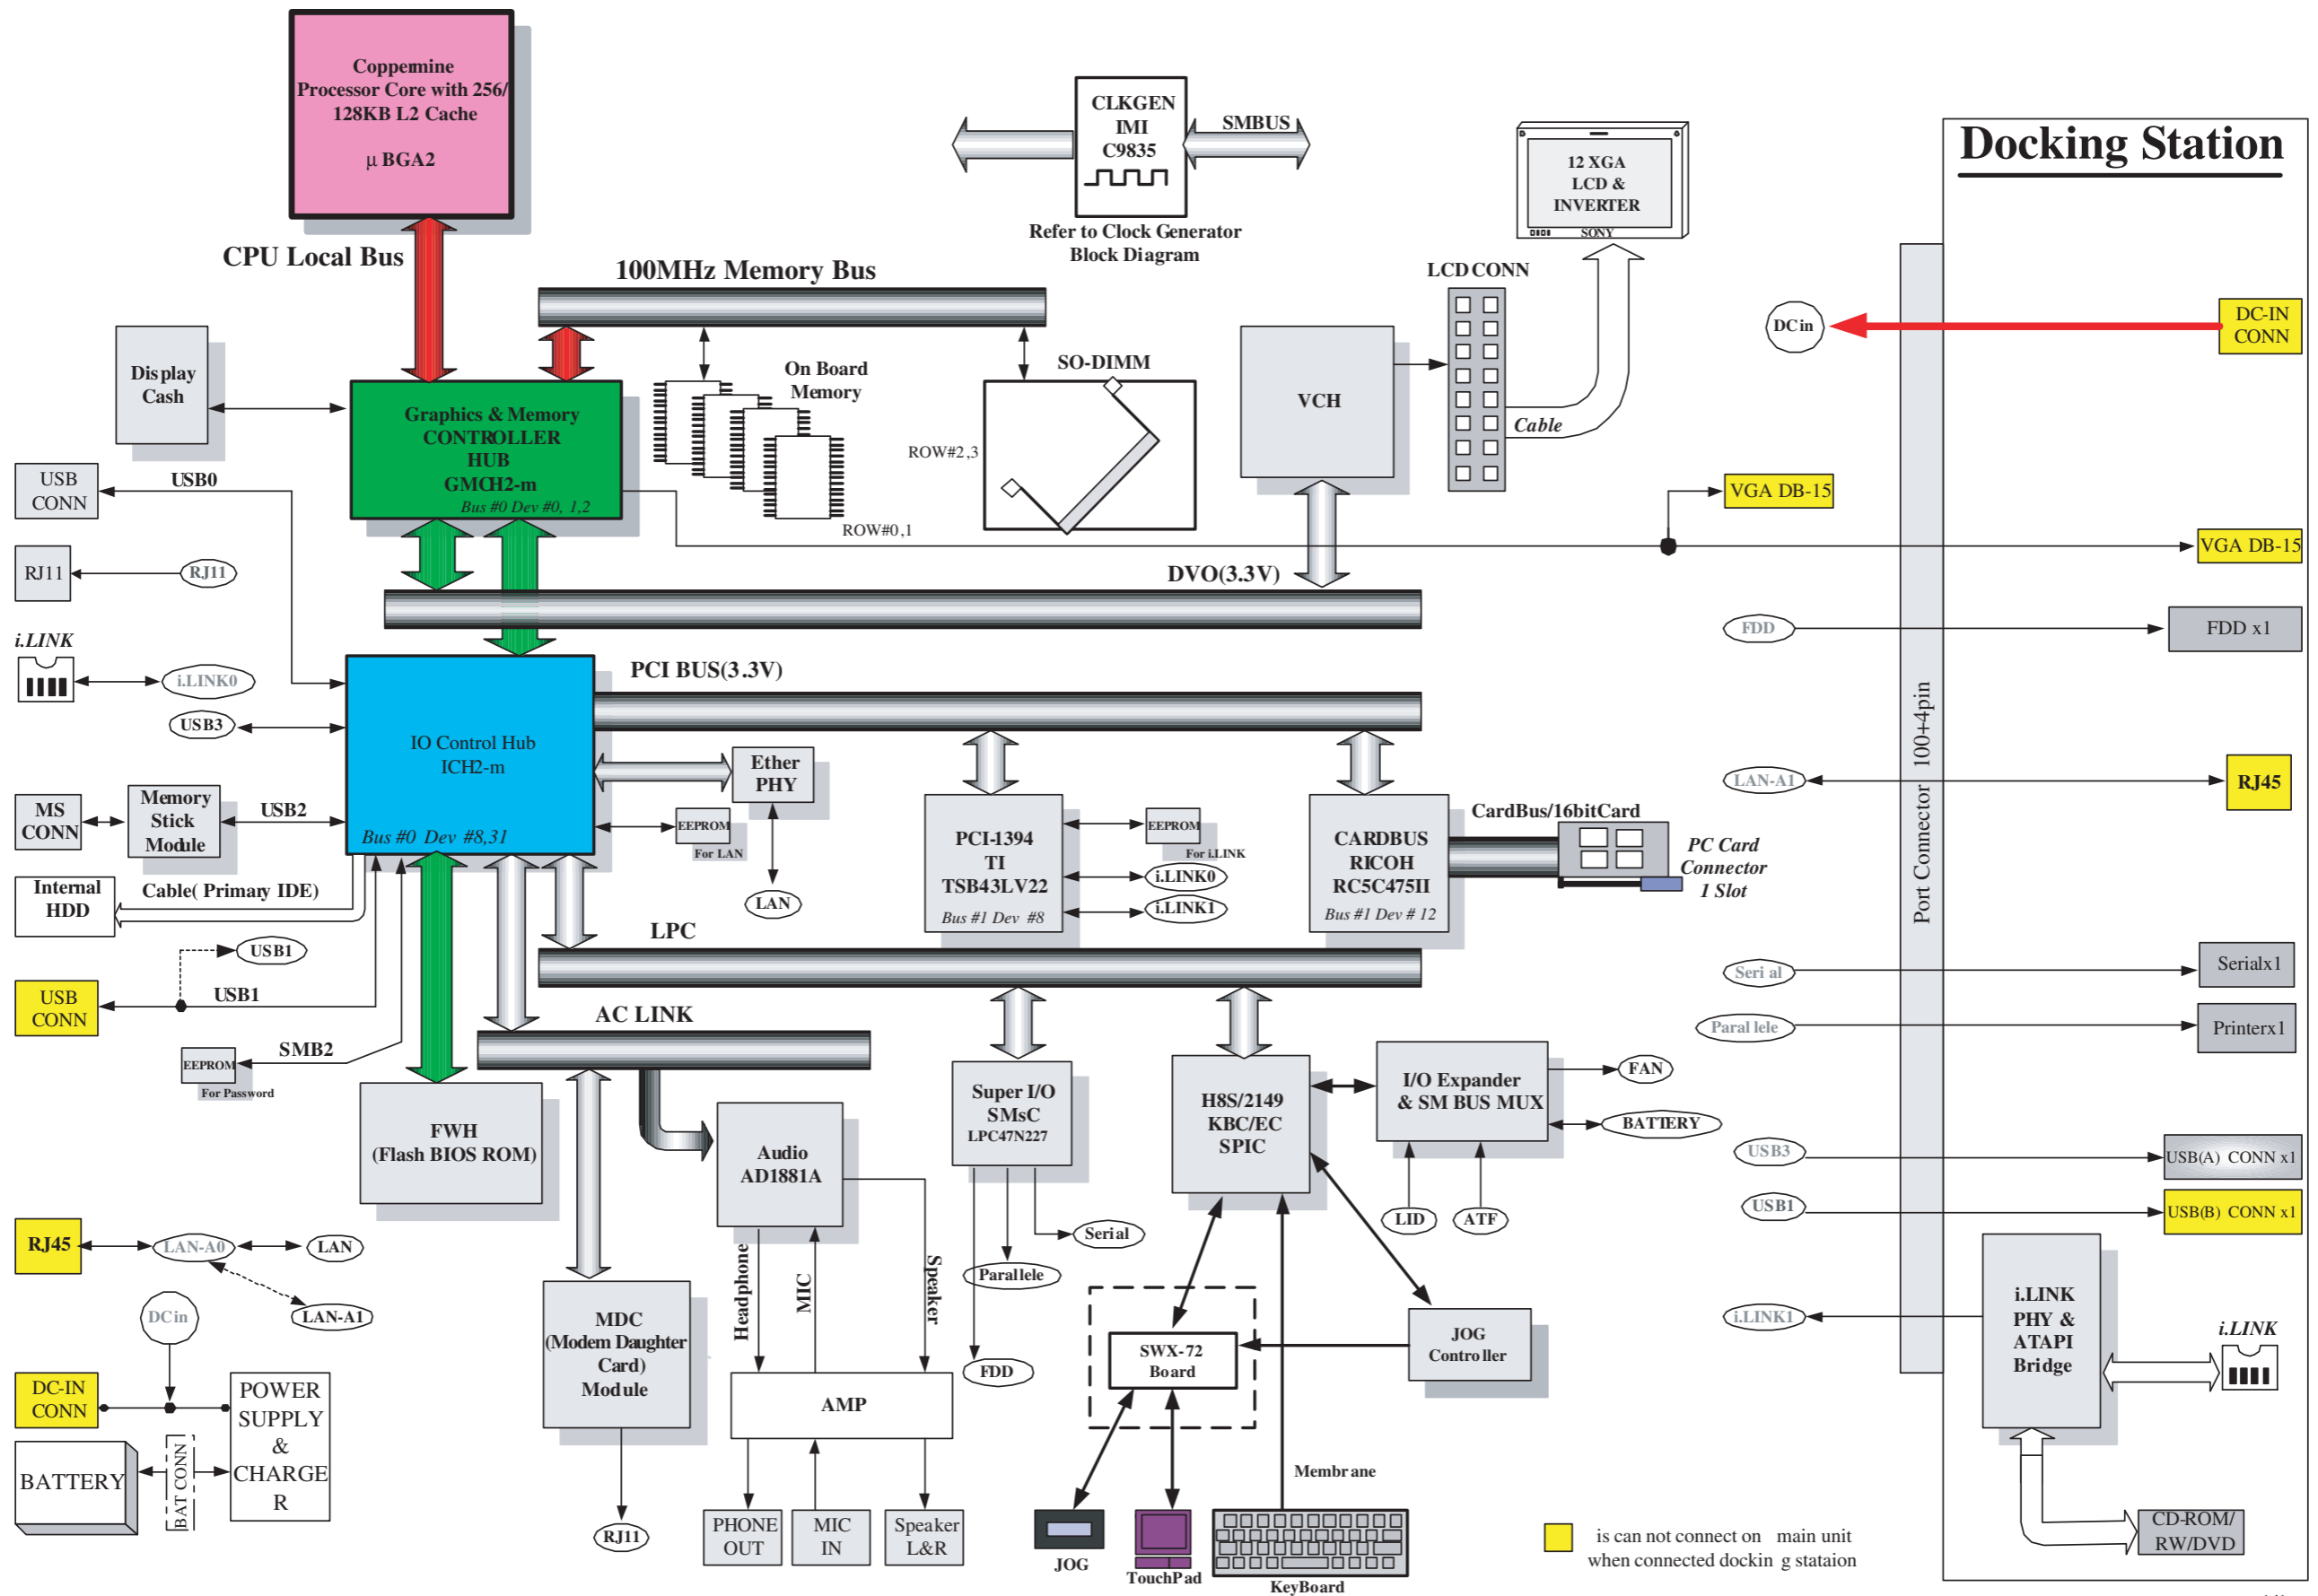 Coppermine
Processor Core with 256/
128KB L2 Cache
μ BGA2
CPU Local Bus
CLKGEN
IMI
C9835
SMBUS
Refer to Clock Generator
Block Diagram
12 XGA
LCD &
INVERTER
SONY
Docking Station
100MHz Memory Bus
LCD CONN
Cable
DCin
DC-IN
CONN
Display
Cash
Graphics & Memory
CONTROLLER
HUB
GMCH2-m
Bus #0 Dev #0, 1,2
On Board
Memory
ROW#0,1
SO-DIMM
ROW#2,3
VCH
VGA DB-15
VGA DB-15
USB
CONN
USB0
RJ11
RJ11
DVO(3.3V)
FDD
FDD x1
i.LINK
i.LINK0
USB3
IO Control Hub
ICH2-m
Bus #0 Dev #8,31
PCI BUS(3.3V)
Port Connector 100+4pin
Ether
PHY
EEPROM
For LAN
LAN
LAN-A1
RJ45
MS
CONN
Memory
Stick
Module
USB2
PCI-1394
TI
TSB43LV22
Bus #1 Dev #8
EEPROM
For i.LINK
i.LINK0
i.LINK1
CARDBUS
RICOH
RC5C475II
Bus #1 Dev # 12
CardBus/16bitCard
PC Card
Connector
1 Slot
Internal
HDD
Cable( Primary IDE)
LPC
USB1
USB
CONN
USB1
Serial
Serialx1
Parallele
Printerx1
SMB2
EEPROM
For Password
AC LINK
FWH
(Flash BIOS ROM)
Audio
AD1881A
Super I/O
SMsC
LPC47N227
H8S/2149
KBC/EC
SPIC
I/O Expander
& SM BUS MUX
FAN
BATTERY
LID
ATF
USB3
USB(A) CONN x1
USB1
USB(B) CONN x1
RJ45
LAN-A0
LAN
LAN-A1
DCin
DC-IN
CONN
POWER
SUPPLY
&
CHARGE
R
BATTERY
BAT CONN
MDC
(Modem Daughter
Card)
Module
RJ11
Headphone
MIC
Speaker
AMP
PHONE
OUT
MIC
IN
Speaker
L&R
Serial
Parallele
FDD
SWX-72
Board
JOG
Controller
JOG
TouchPad
Membrane
KeyBoard
i.LINK1
i.LINK
PHY &
ATAPI
Bridge
i.LINK
CD-ROM/
RW/DVD
is can not connect on main unit
when connected dockin g stataion